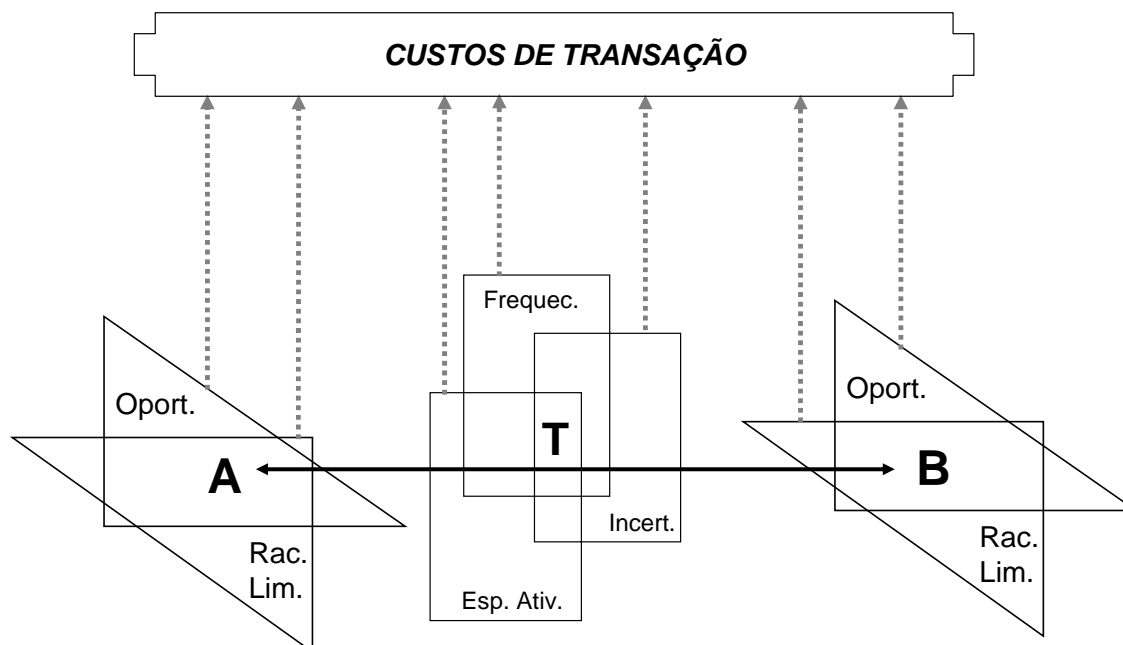 CUSTOS DE TRANSAÇÃO
Frequec.
Oport.
Oport.
T
A
B
Incert.
Rac.
Lim.
Rac.
Lim.
Esp. Ativ.